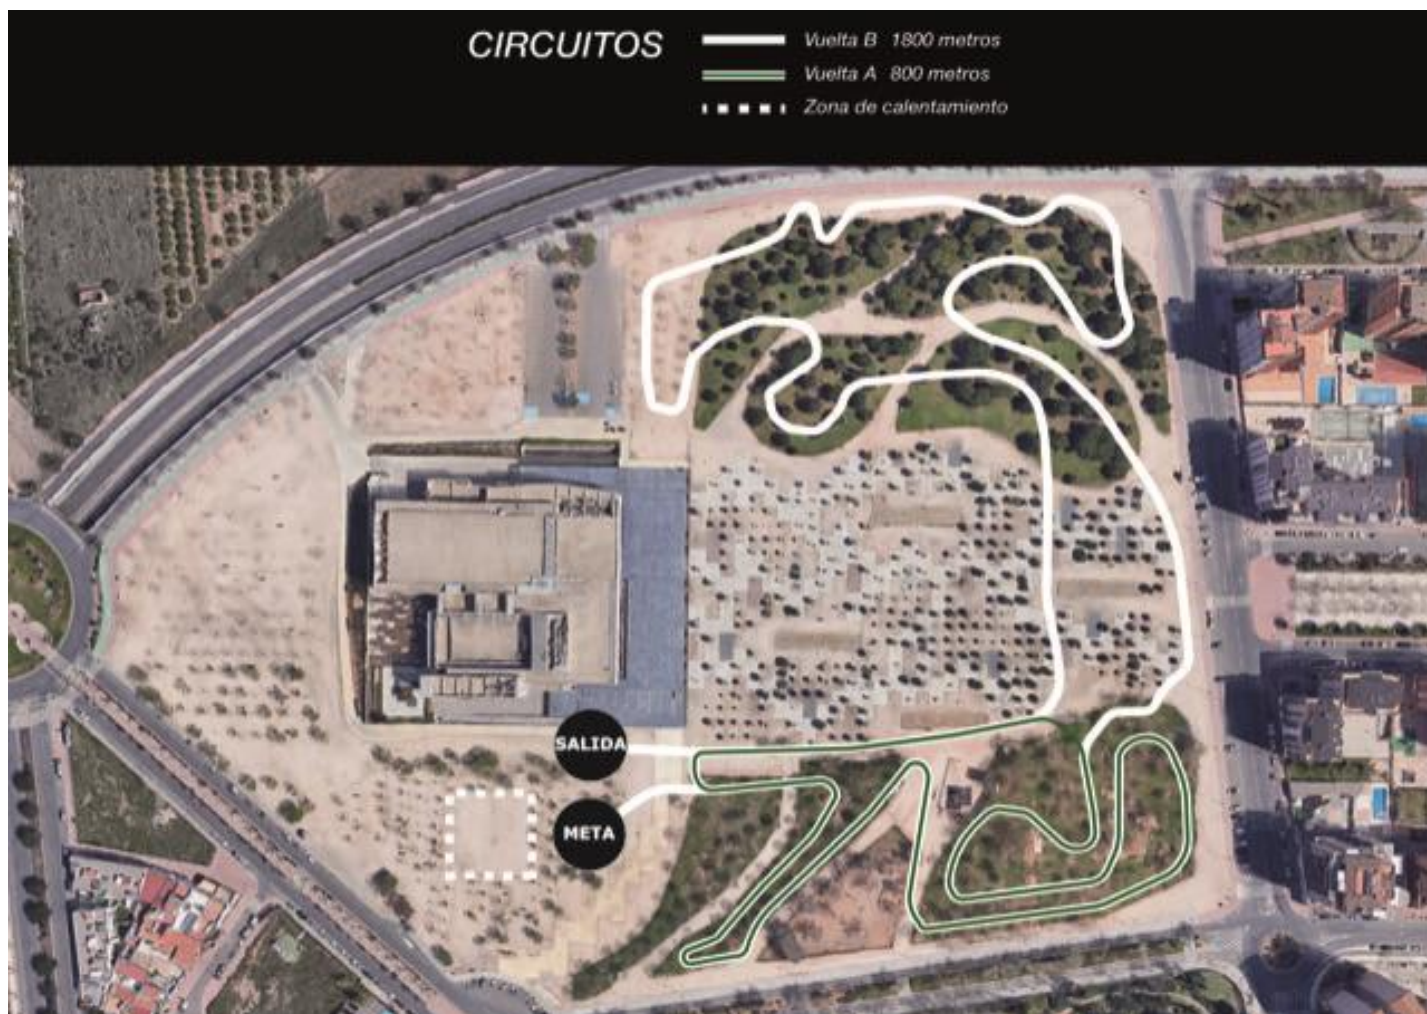 CIRCUITOS
Vuelta B 1800 metros
Vuelta A 800 metros
Zona de calentamiento
SALIDA
META